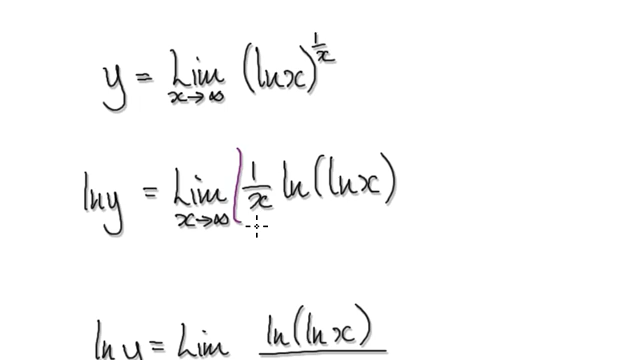 y = Lim x→∞ (lnx)^(1/x)
lny = Lim x→∞ (1/x ln(lnx)
lny = Lim ln(lnx)